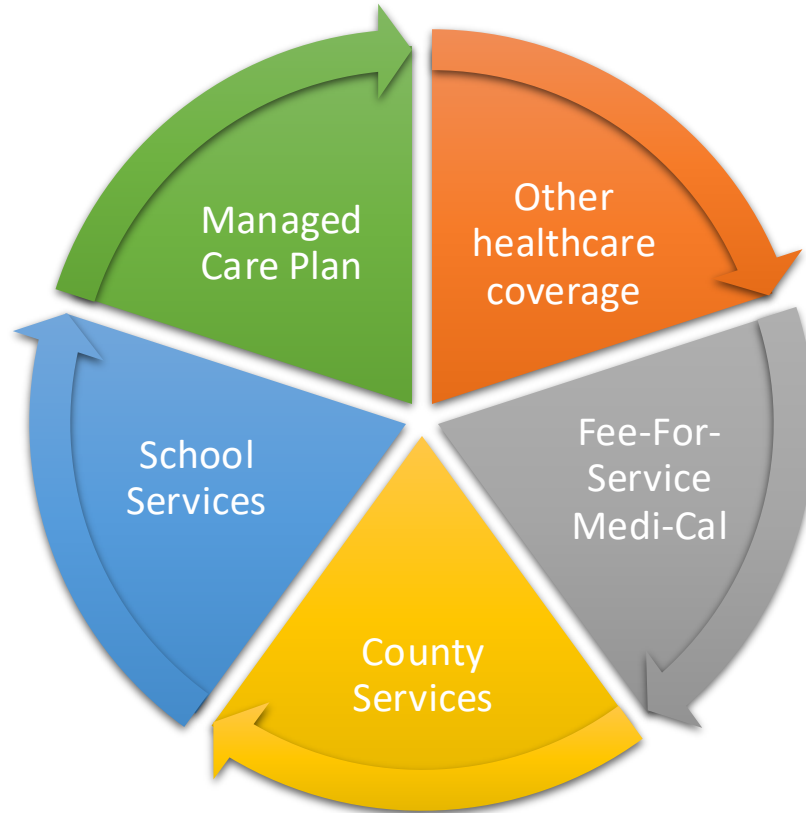 Managed
Care Plan
Other
healthcare
coverage
School
Services
Fee-For-
Service
Medi-Cal
County
Services